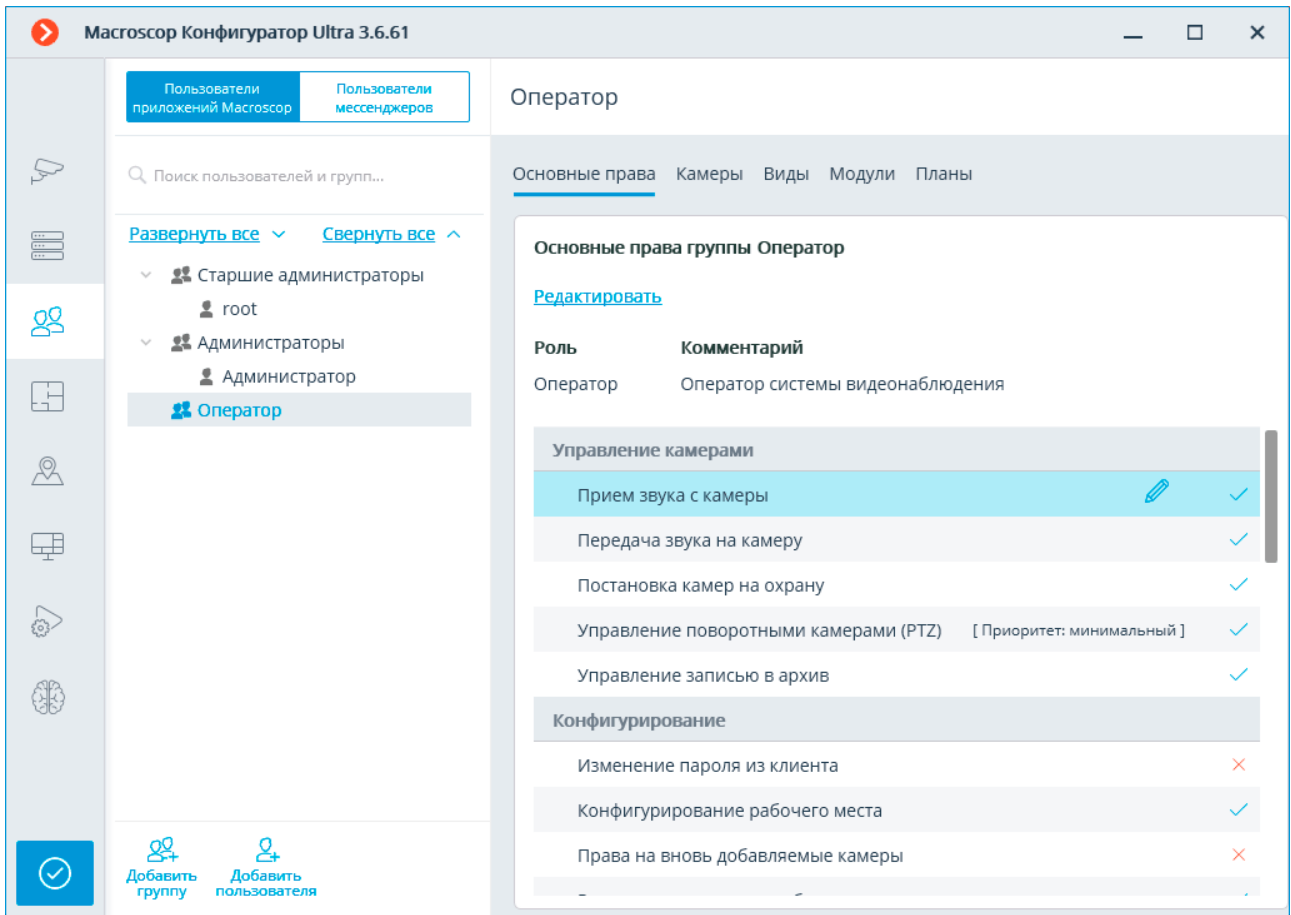 Macroscop Конфигуратор Ultra 3.6.61
Пользователи
приложений Macroscop
Пользователи
мессенджеров
Поиск пользователей и групп...
Развернуть все
Свернуть все
Старшие администраторы
root
Администраторы
Администратор
Оператор
Добавить
группу
Добавить
пользователя
Оператор
Основные права Камеры Виды Модули Планы
Основные права группы Оператор
Редактировать
Роль Комментарий
Оператор Оператор системы видеонаблюдения
Управление камерами
Прием звука с камеры
Передача звука на камеру
Постановка камер на охрану
Управление поворотными камерами (PTZ) [ Приоритет: минимальный ]
Управление записью в архив
Конфигурирование
Изменение пароля из клиента
Конфигурирование рабочего места
Права на вновь добавляемые камеры